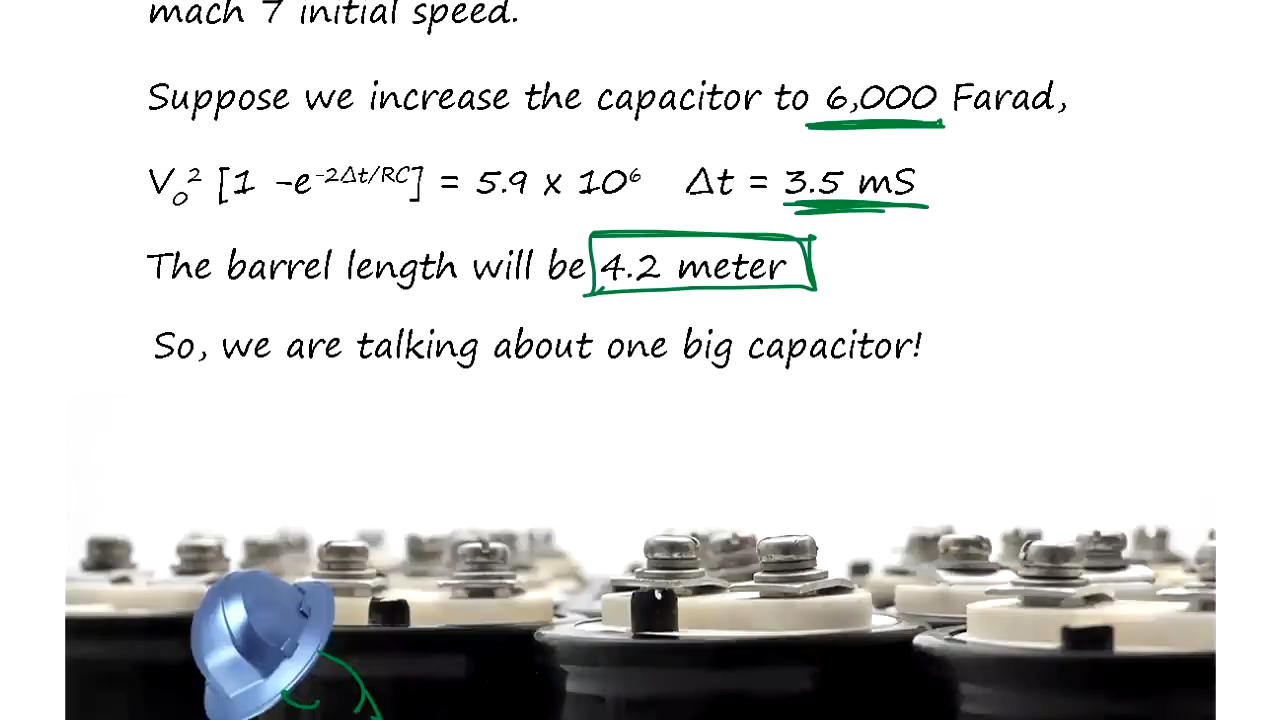 mach 7 initial speed.
Suppose we increase the capacitor to 6,000 Farad,
V₀² [1 -e⁻²Δt/RC] = 5.9 x 10⁶ Δt = 3.5 mS
The barrel length will be 4.2 meter
So, we are talking about one big capacitor!